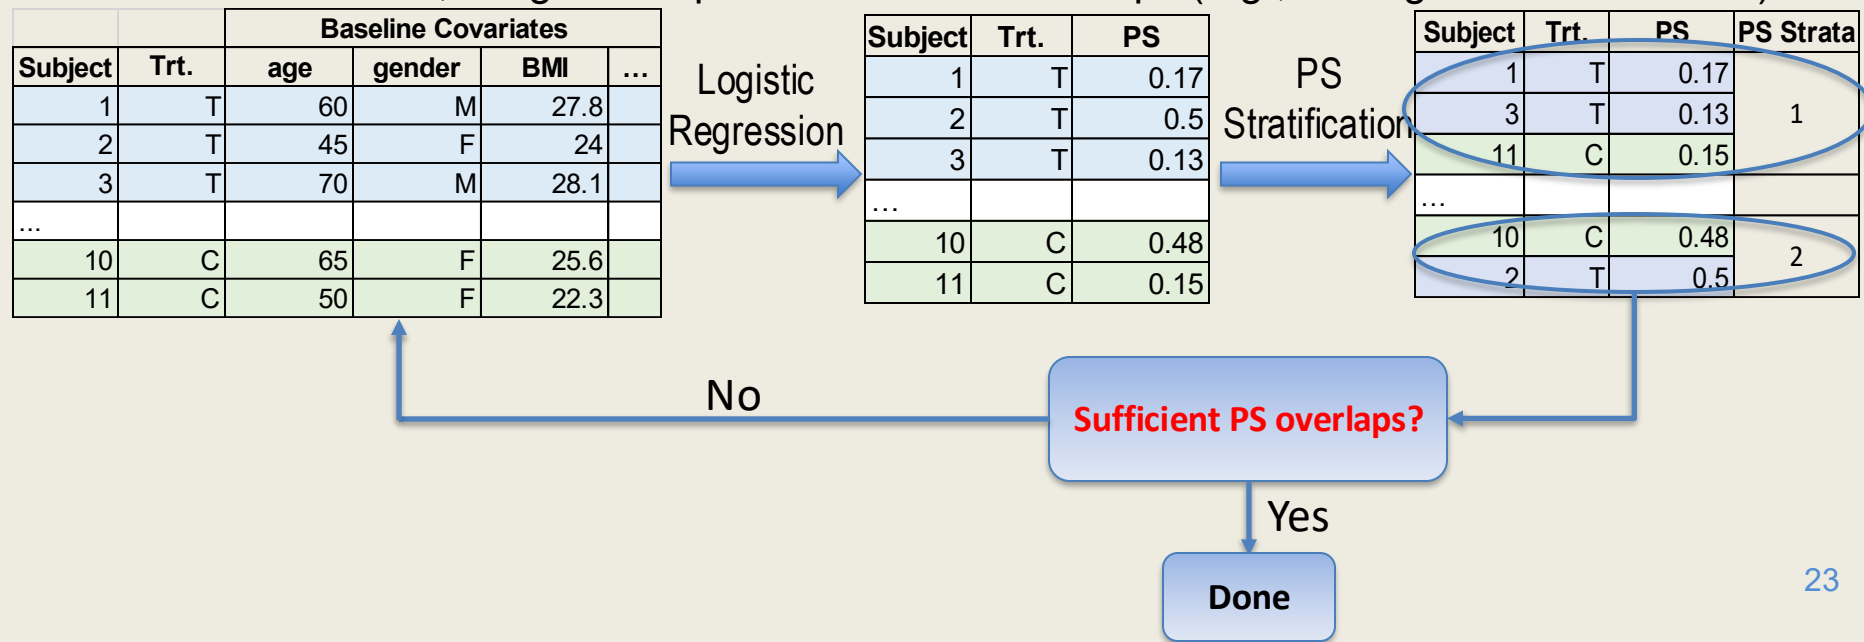 Baseline Covariates
Subject Trt. age gender BMI ...
1 T 60 M 27.8
2 T 45 F 24
3 T 70 M 28.1
...
10 C 65 F 25.6
11 C 50 F 22.3
Logistic
Regression
Subject Trt. PS
1 T 0.17
2 T 0.5
3 T 0.13
...
10 C 0.48
11 C 0.15
PS
Stratification
Subject Trt. PS PS Strata
1 T 0.17
3 T 0.13 1
11 C 0.15
...
10 C 0.48
2
2 T 0.5
No
Sufficient PS overlaps?
Yes
Done
23